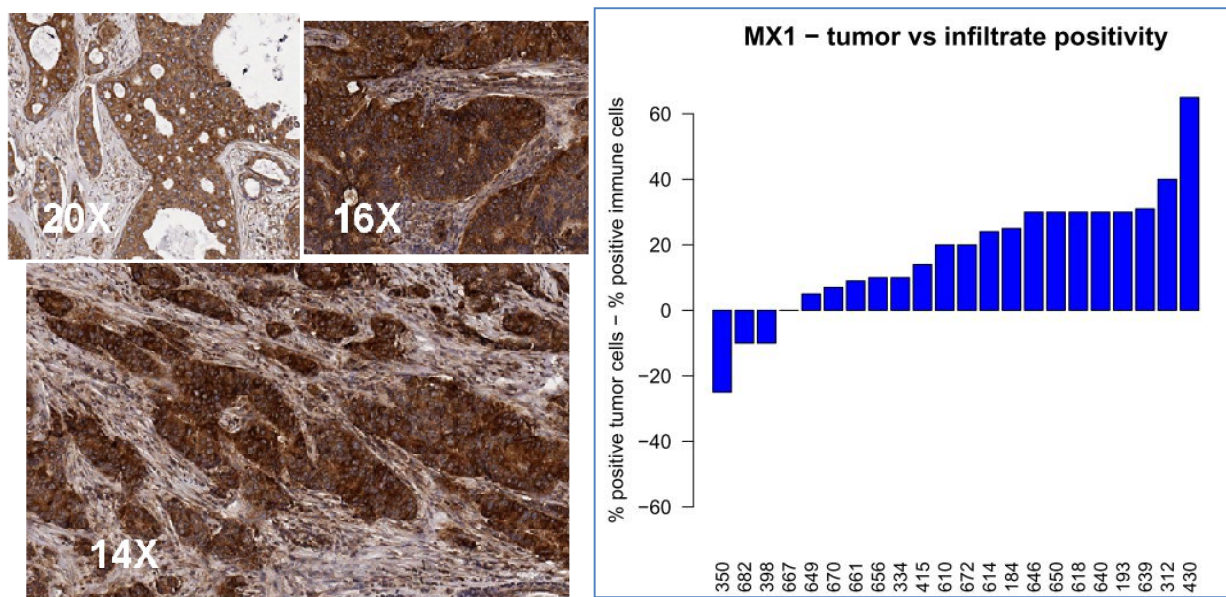 20X
16X
14X
MX1 − tumor vs infiltrate positivity
% positive tumor cells − % positive immune cells
60
40
20
0
−20
−40
−60
350 682 398 667 649 670 661 656 334 415 610 672 614 184 646 650 618 640 193 639 312 430